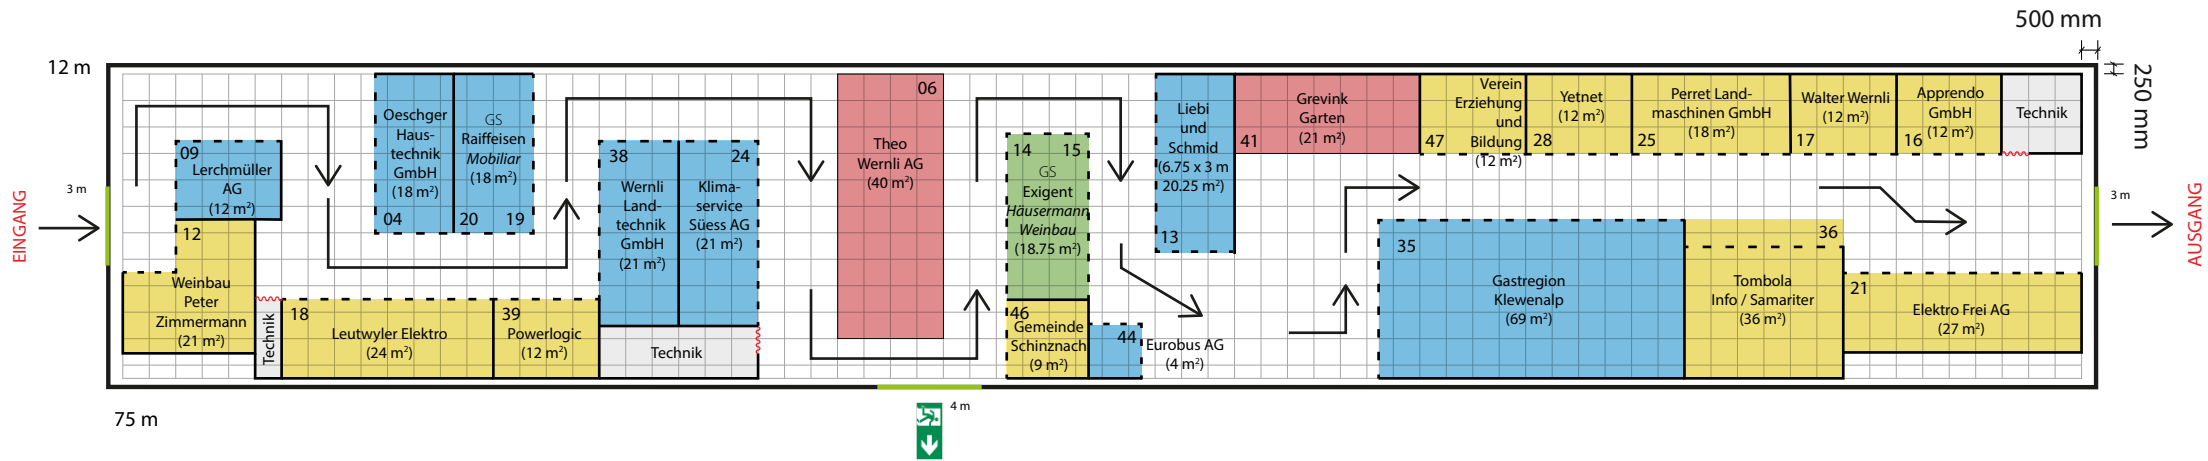 500 mm
12 m
250 mm
EINGANG
3 m
09
Lerchmüller
AG
(12 m²)
12
Weinbau
Peter
Zimmermann
(21 m²)
Technik
18
Leutwyler Elektro
(24 m²)
39
Powerlogic
(12 m²)
Oeschger
Haus-
technik
GmbH
(18 m²)
04
GS
Raiffeisen
Mobiliar
(18 m²)
20 19
38
Wernli
Land-
technik
GmbH
(21 m²)
24
Klima-
service
Süess AG
(21 m²)
Technik
06
Theo
Wernli AG
(40 m²)
14 15
GS
Exigent
Häusermann
Weinbau
(18.75 m²)
46
Gemeinde
Schinznach
(9 m²)
44
Eurobus AG
(4 m²)
Liebi
und
Schmid
(6.75 x 3 m
20.25 m²)
13
Grevink
Garten
(21 m²)
41
Verein
Erziehung
und
Bildung
(12 m²)
47
Yetnet
(12 m²)
28
Perret Land-
maschinen GmbH
(18 m²)
25
Walter Wernli
(12 m²)
17
Apprendo
GmbH
(12 m²)
16
Technik
35
Gastregion
Klewenalp
(69 m²)
36
Tombola
Info / Samariter
(36 m²)
21
Elektro Frei AG
(27 m²)
3 m
AUSGANG
75 m
4 m